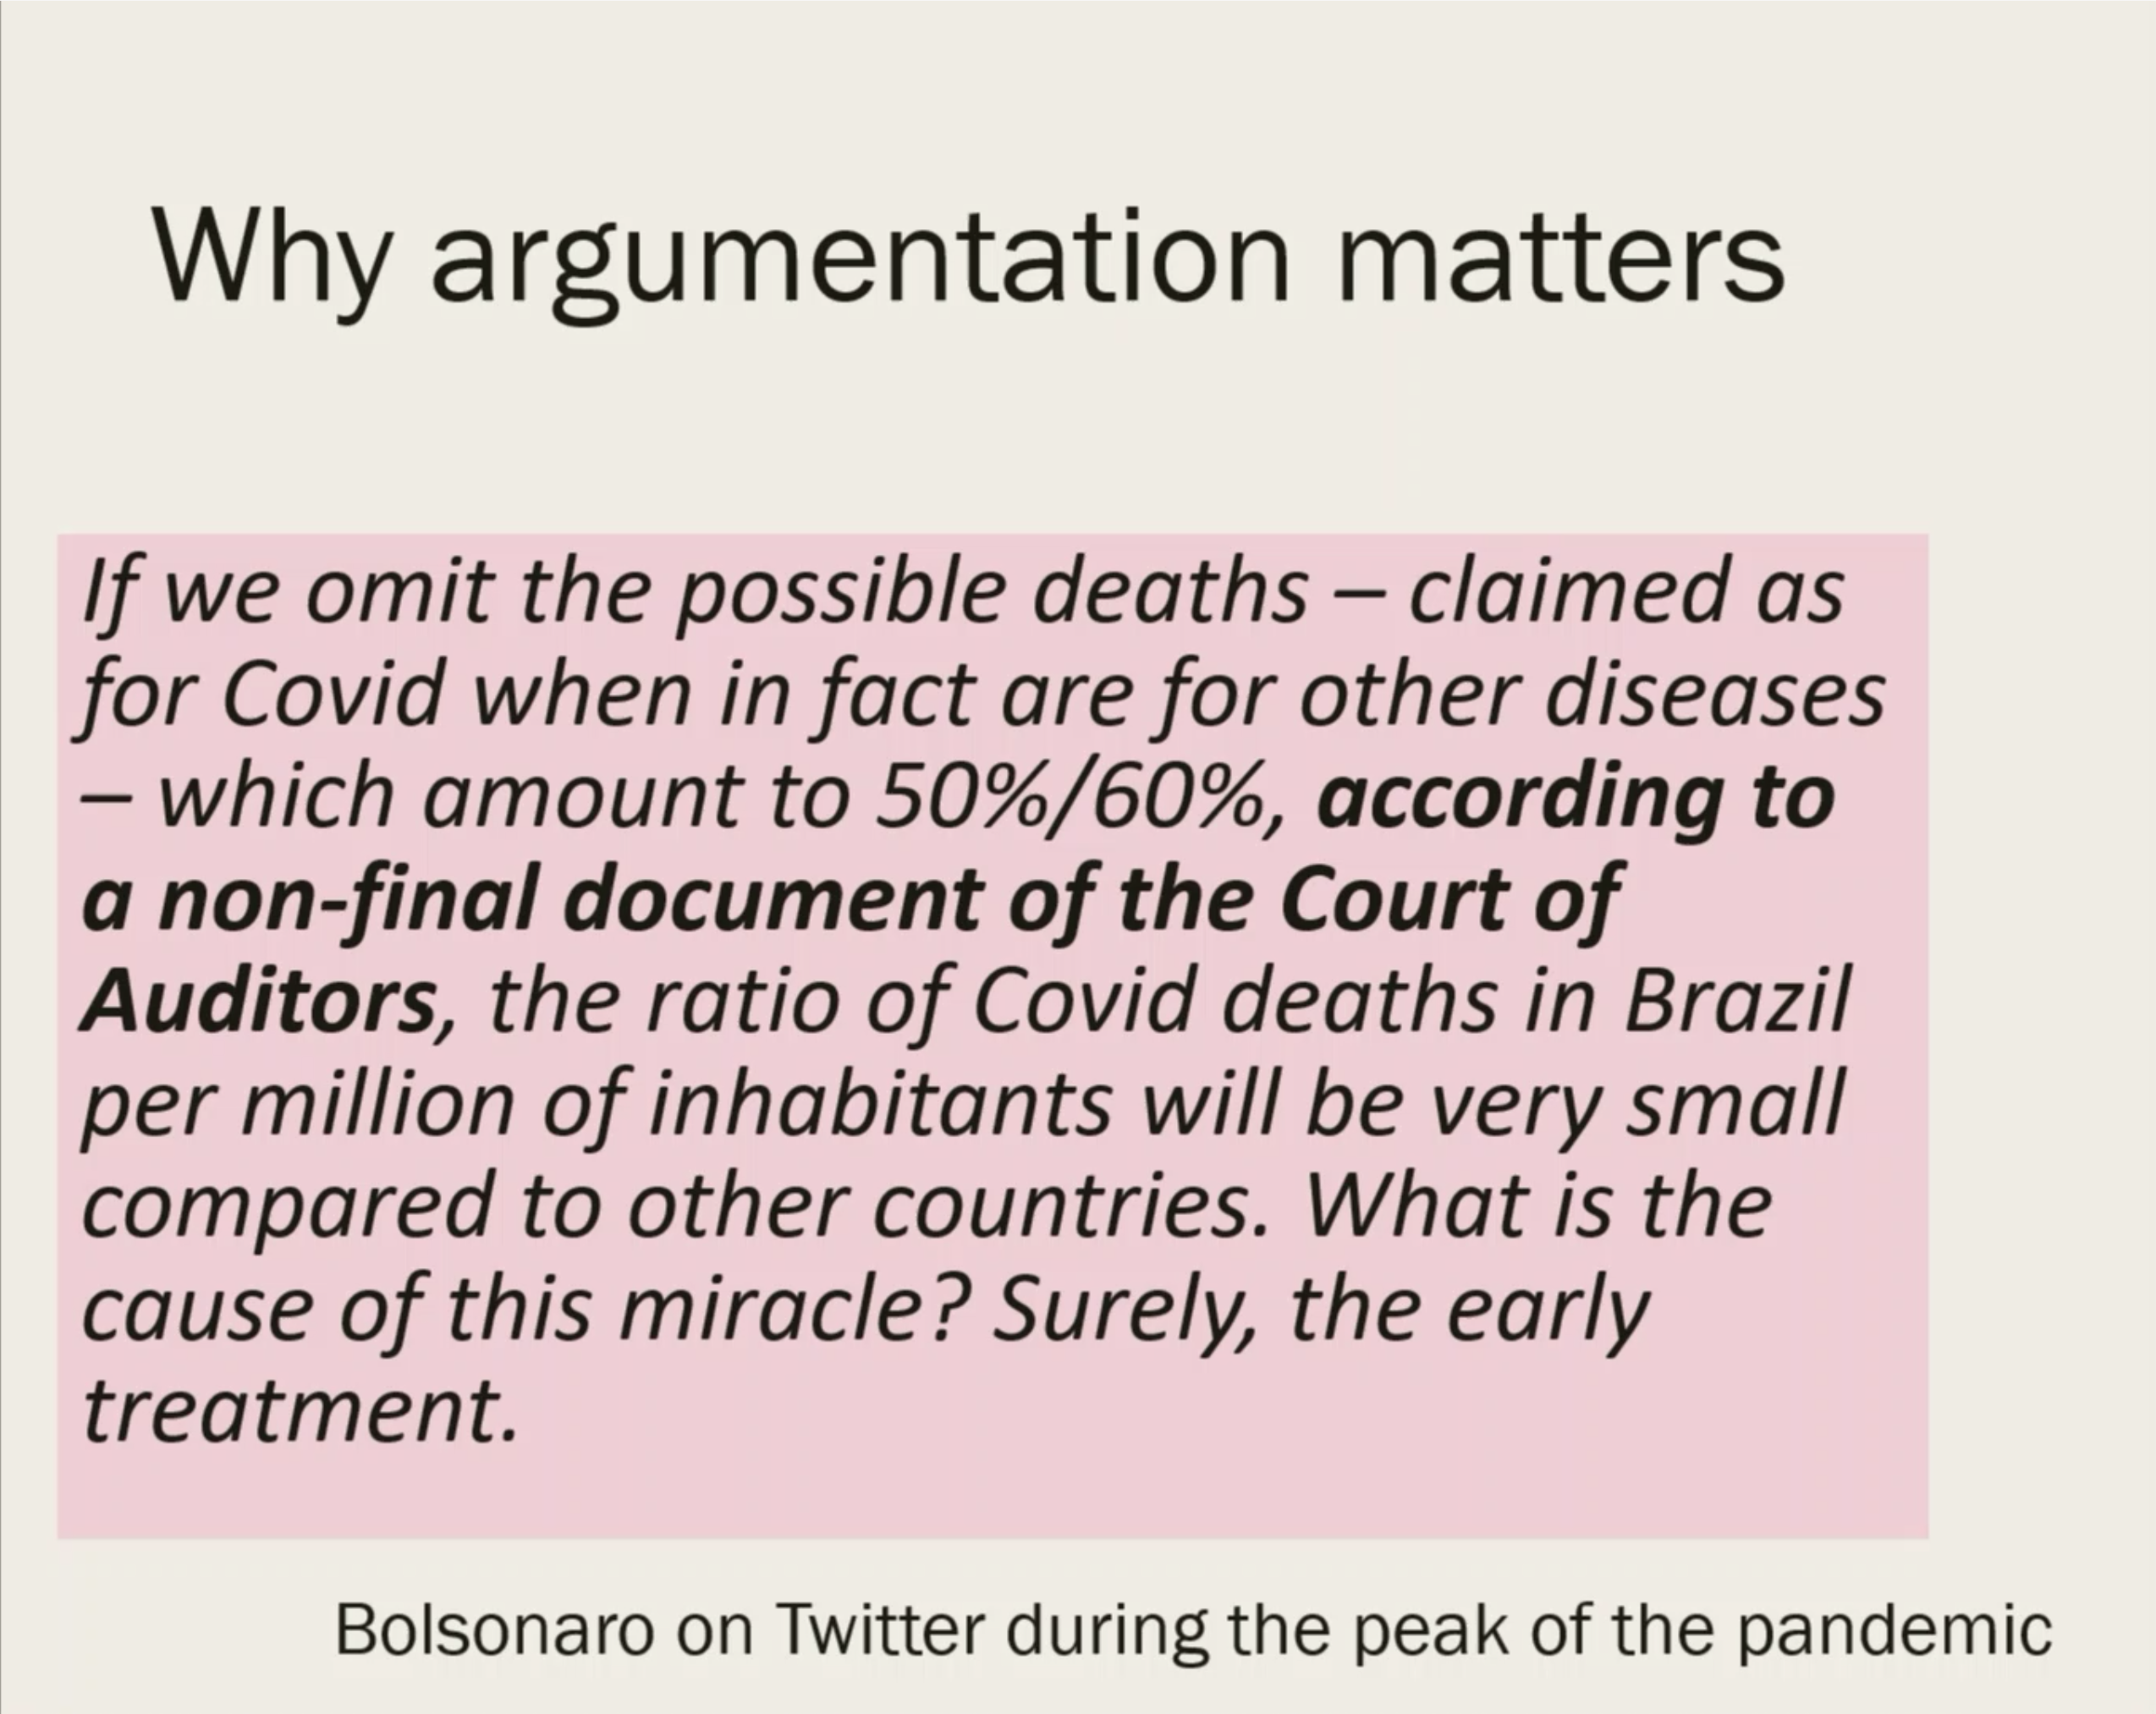 Why argumentation matters
If we omit the possible deaths – claimed as
for Covid when in fact are for other diseases
– which amount to 50%/60%, according to
a non-final document of the Court of
Auditors, the ratio of Covid deaths in Brazil
per million of inhabitants will be very small
compared to other countries. What is the
cause of this miracle? Surely, the early
treatment.
Bolsonaro on Twitter during the peak of the pandemic